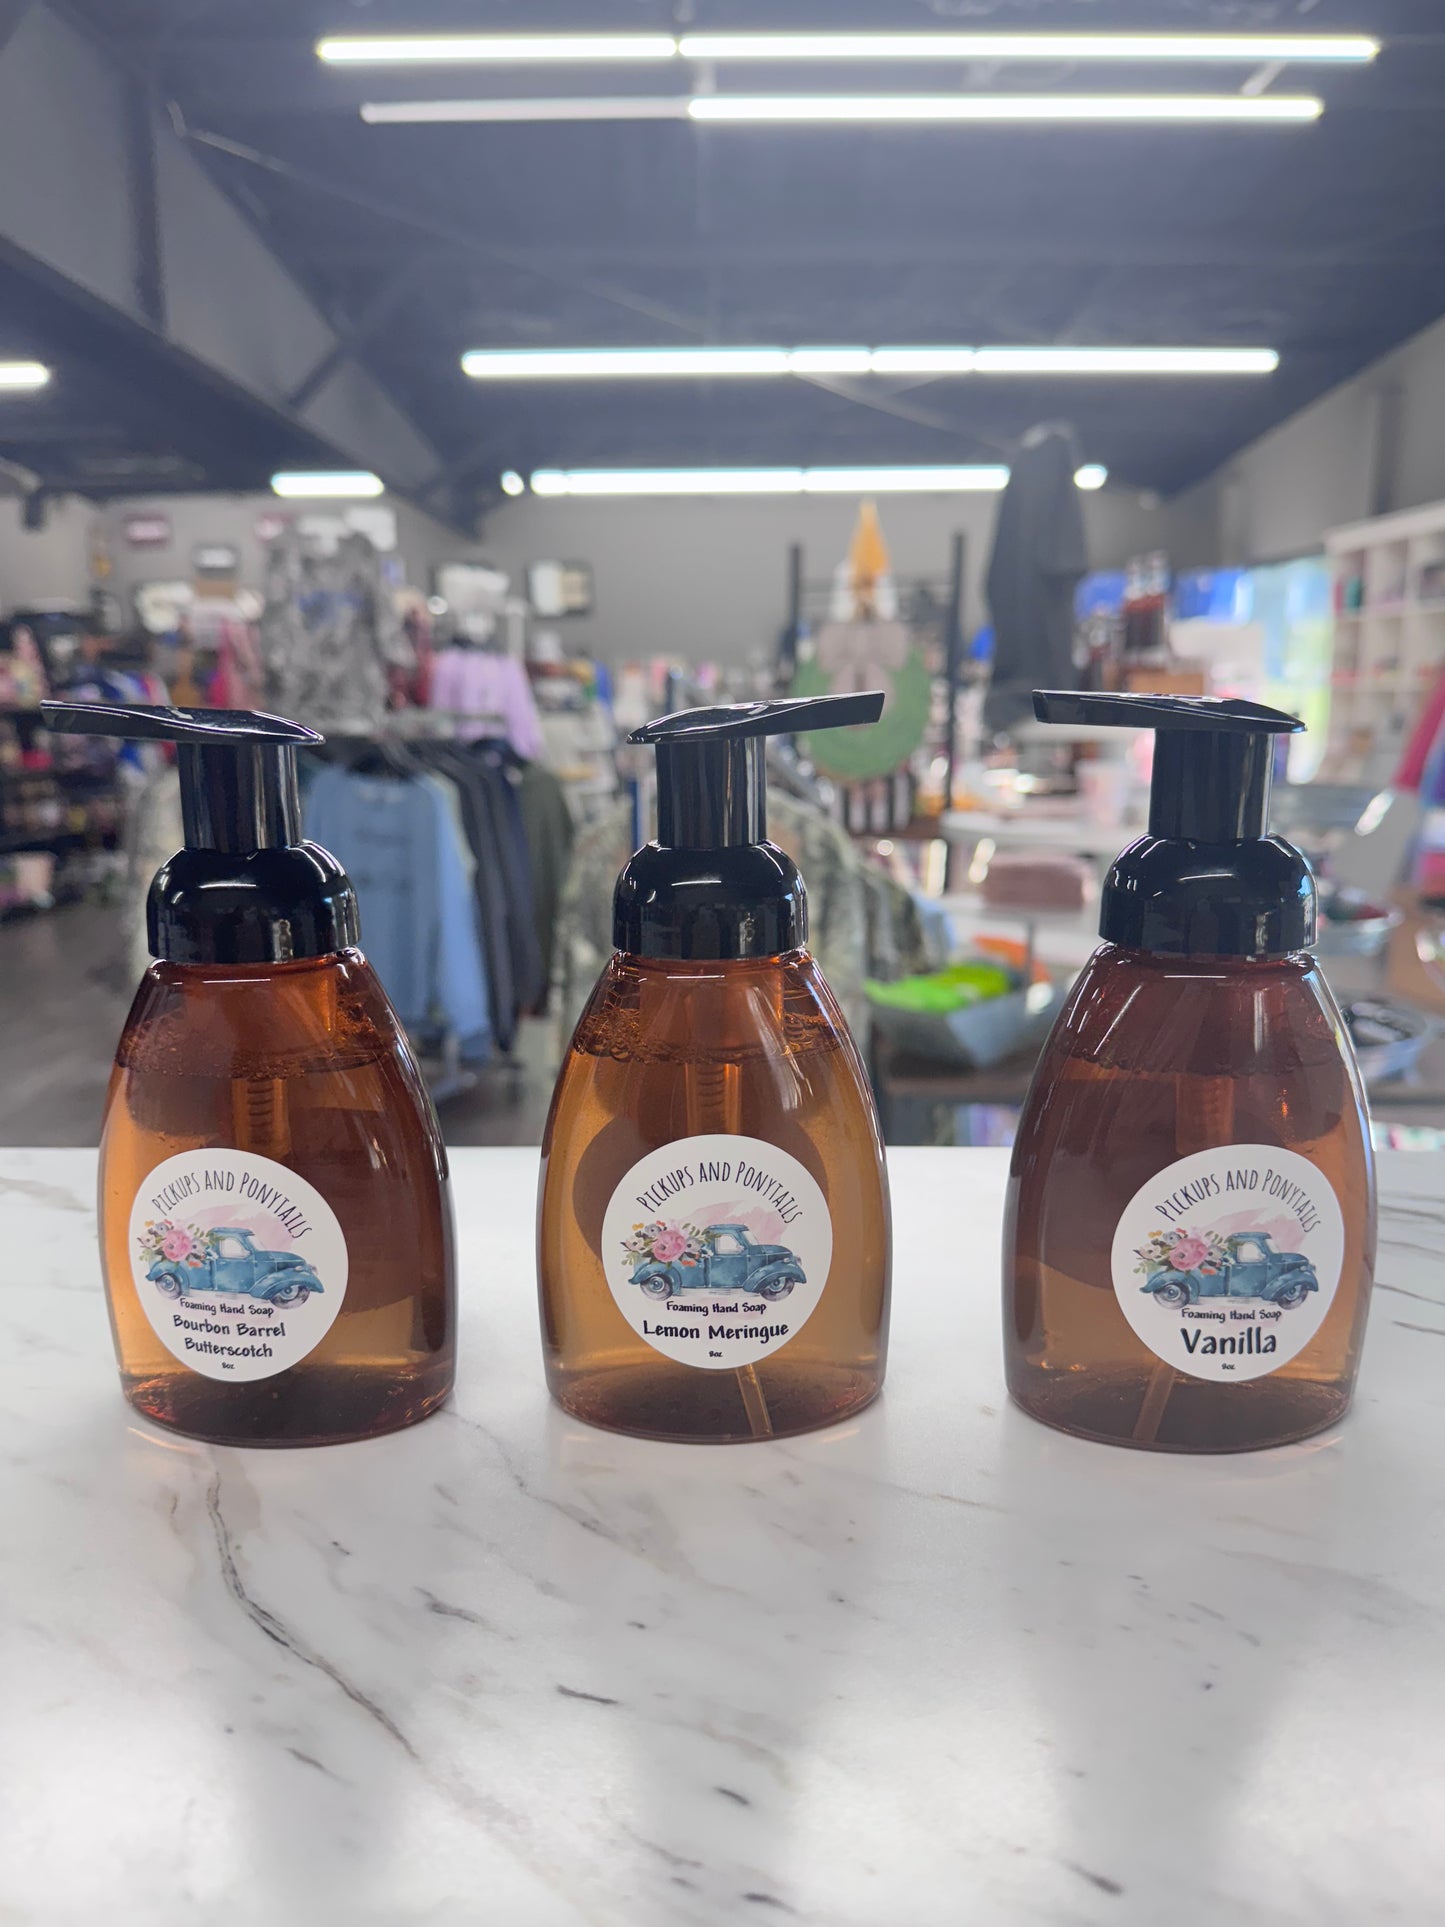 PICKUPS AND PONYTAILS
Foaming Hand Soap
Bourbon Barrel
Butterscotch
8oz.
PICKUPS AND PONYTAILS
Foaming Hand Soap
Lemon Meringue
8oz.
PICKUPS AND PONYTAILS
Foaming Hand Soap
Vanilla
8oz.